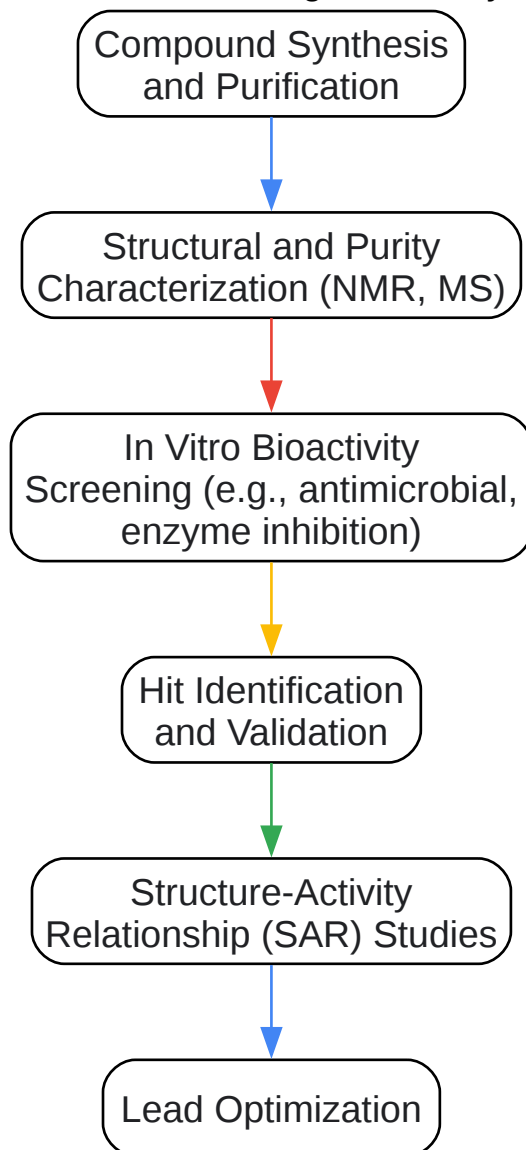 Compound Synthesis
and Purification
Structural and Purity
Characterization (NMR, MS)
In Vitro Bioactivity
Screening (e.g., antimicrobial,
enzyme inhibition)
Hit Identification
and Validation
Structure-Activity
Relationship (SAR) Studies
Lead Optimization